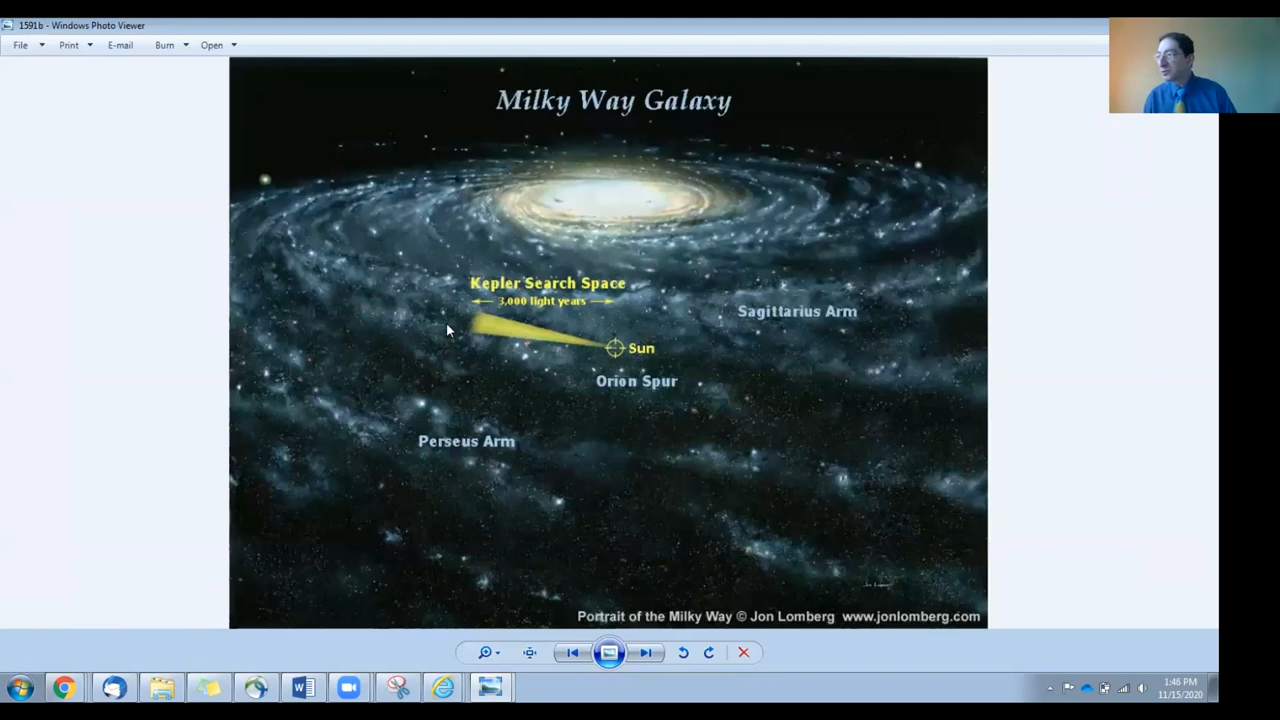 1591b - Windows Photo Viewer
File Print E-mail Burn Open
Milky Way Galaxy
Kepler Search Space
3,000 light years
Sagittarius Arm
Sun
Orion Spur
Perseus Arm
Portrait of the Milky Way © Jon Lomberg www.jonlomberg.com
1:46 PM
11/15/2020